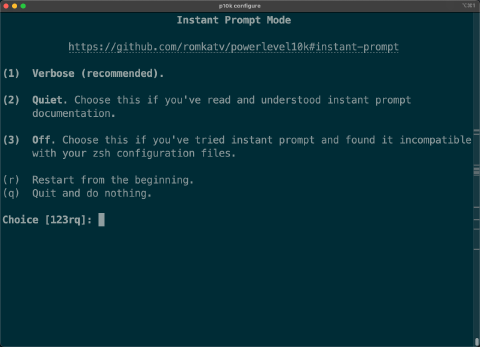 p10k configure
⌥⌘1
Instant Prompt Mode
https://github.com/romkatv/powerlevel10k#instant-prompt
(1) Verbose (recommended).
(2) Quiet. Choose this if you've read and understood instant prompt
documentation.
(3) Off. Choose this if you've tried instant prompt and found it incompatible
with your zsh configuration files.
(r) Restart from the beginning.
(q) Quit and do nothing.
Choice [123rq]: